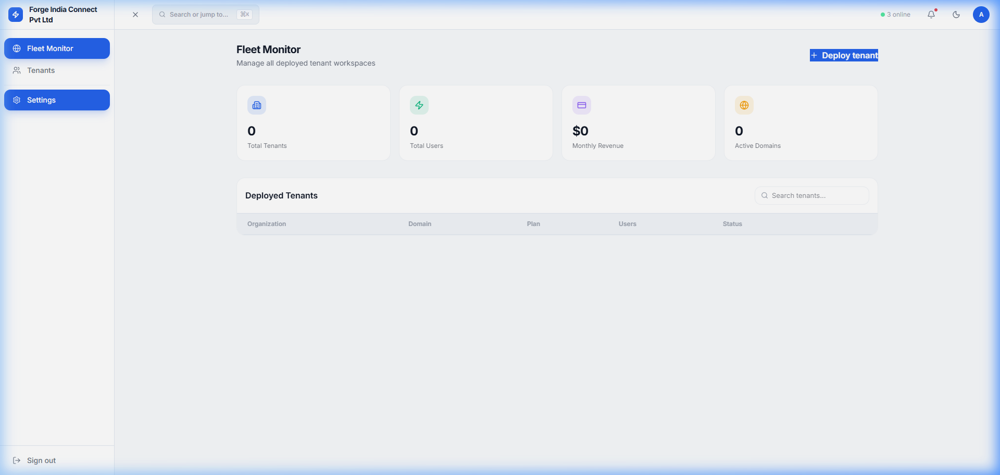 Forge India Connect
Pvt Ltd
Search or jump to...
⌘K
3 online
A
Fleet Monitor
Tenants
Settings
Sign out
Fleet Monitor
Manage all deployed tenant workspaces
+ Deploy tenant
0
Total Tenants
0
Total Users
$0
Monthly Revenue
0
Active Domains
Deployed Tenants
Search tenants...
Organization Domain Plan Users Status